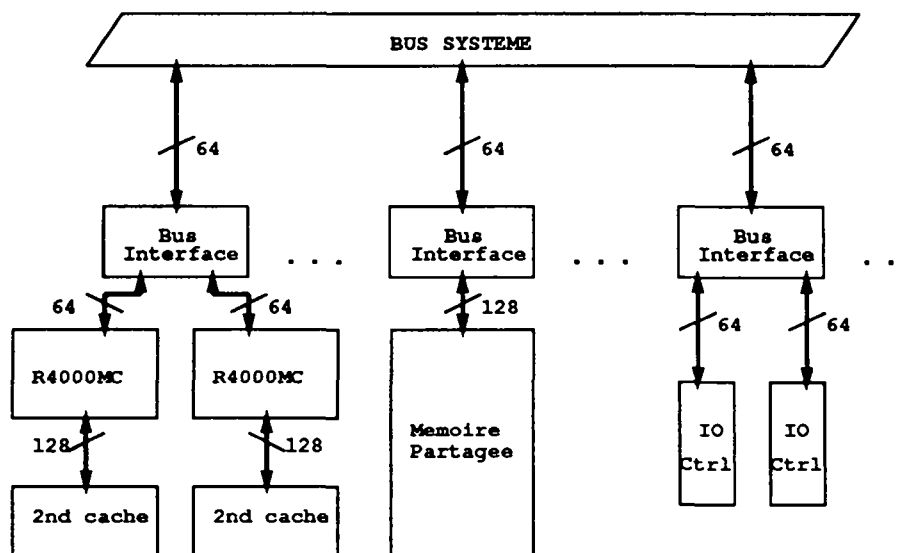 BUS SYSTEME
64
64
64
Bus
Interface
. . .
Bus
Interface
. . .
Bus
Interface
. .
64
64
128
64
64
R4000MC
R4000MC
Memoire
Partagee
IO
Ctrl
IO
Ctrl
128
128
2nd cache
2nd cache